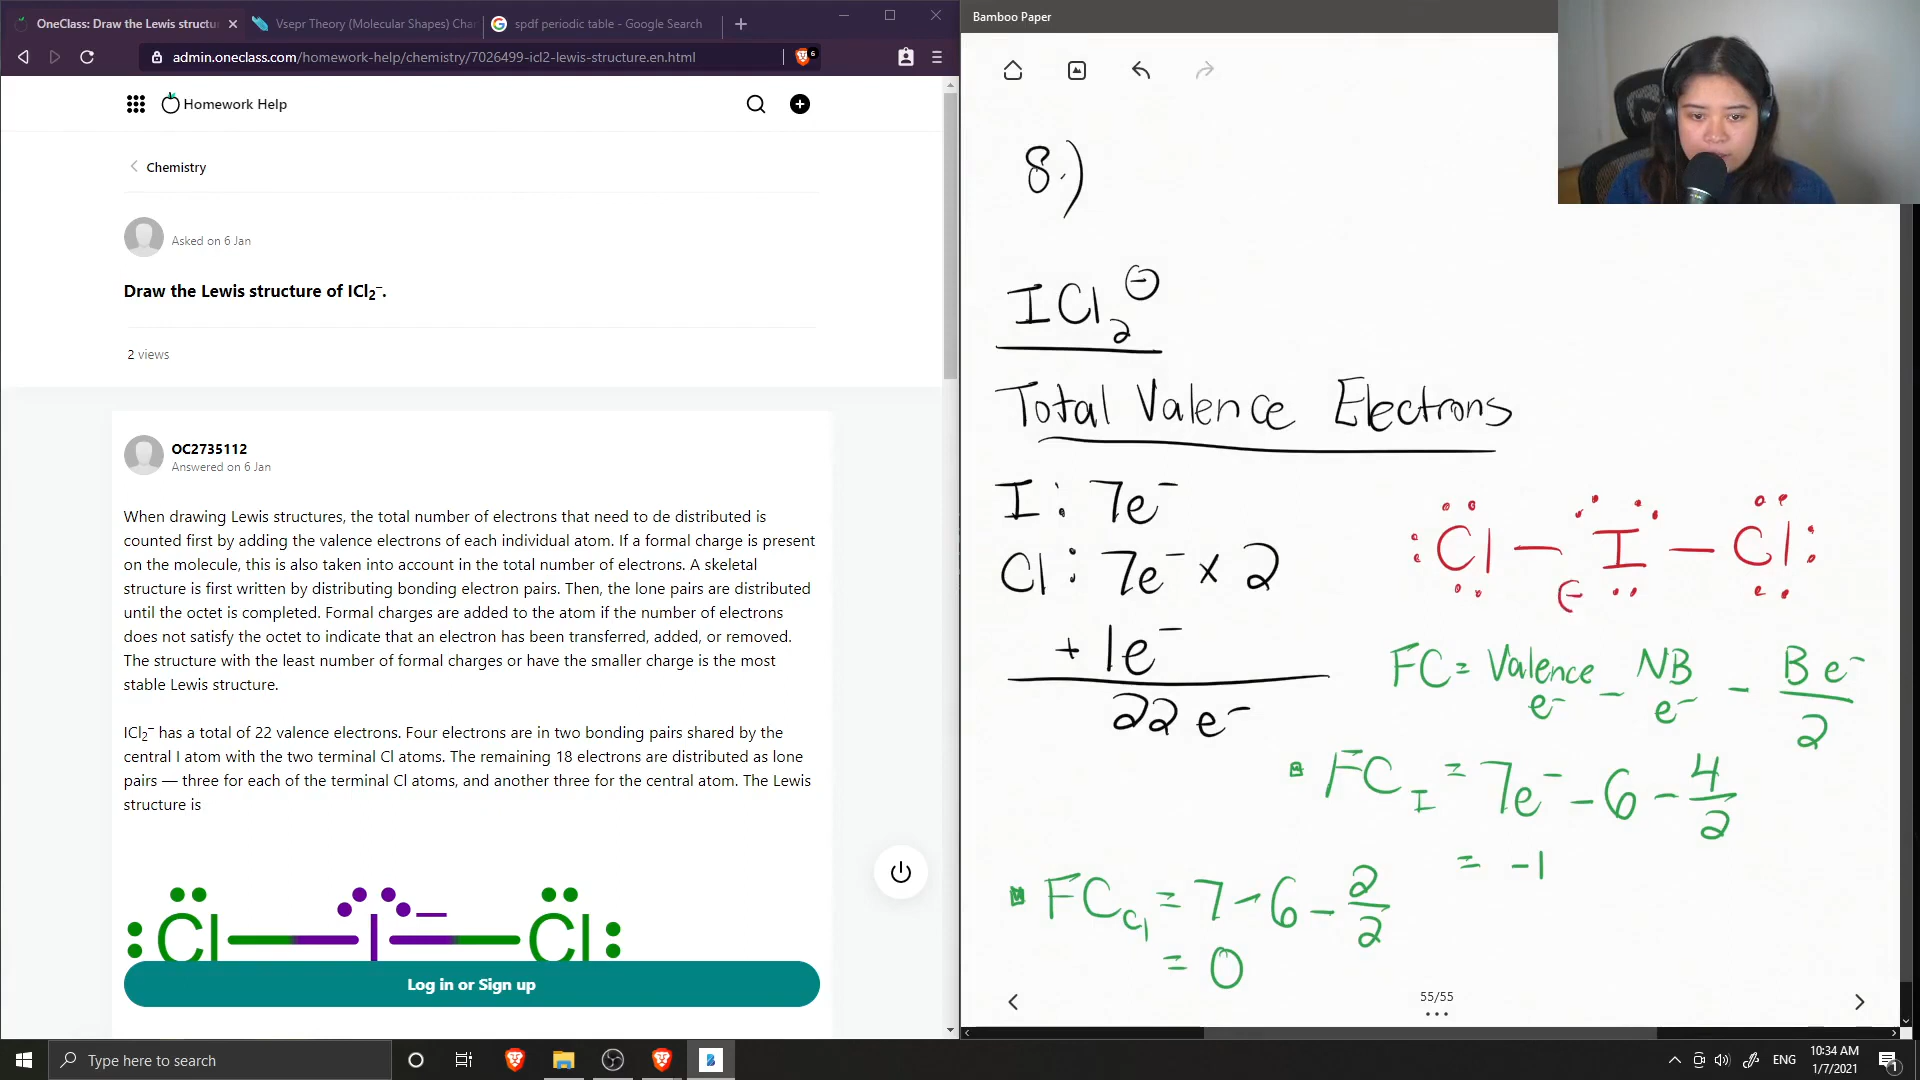 OneClass: Draw the Lewis structu
Vsepr Theory (Molecular Shapes) Cha
spdf periodic table - Google Search
admin.oneclass.com/homework-help/chemistry/7026499-icl2-lewis-structure.en.html
6
Homework Help
Chemistry
Asked on 6 Jan
Draw the Lewis structure of ICl₂⁻.
2 views
OC2735112
Answered on 6 Jan
When drawing Lewis structures, the total number of electrons that need to de distributed is
counted first by adding the valence electrons of each individual atom. If a formal charge is present
on the molecule, this is also taken into account in the total number of electrons. A skeletal
structure is first written by distributing bonding electron pairs. Then, the lone pairs are distributed
until the octet is completed. Formal charges are added to the atom if the number of electrons
does not satisfy the octet to indicate that an electron has been transferred, added, or removed.
The structure with the least number of formal charges or have the smaller charge is the most
stable Lewis structure.
ICl₂⁻ has a total of 22 valence electrons. Four electrons are in two bonding pairs shared by the
central I atom with the two terminal Cl atoms. The remaining 18 electrons are distributed as lone
pairs — three for each of the terminal Cl atoms, and another three for the central atom. The Lewis
structure is
Cl I Cl
Log in or Sign up
Bamboo Paper
8.)
ICl₂⊖
Total Valence Electrons
I : 7e⁻
Cl : 7e⁻ × 2
+ 1e⁻
22 e⁻
:Cl — I — Cl:
FC = Valence e⁻ - NB e⁻ - B e⁻/2
FC_I = 7e⁻ - 6 - 4/2
= -1
FC_Cl = 7 - 6 - 2/2
= 0
55/55
Type here to search
ENG
10:34 AM
1/7/2021
1